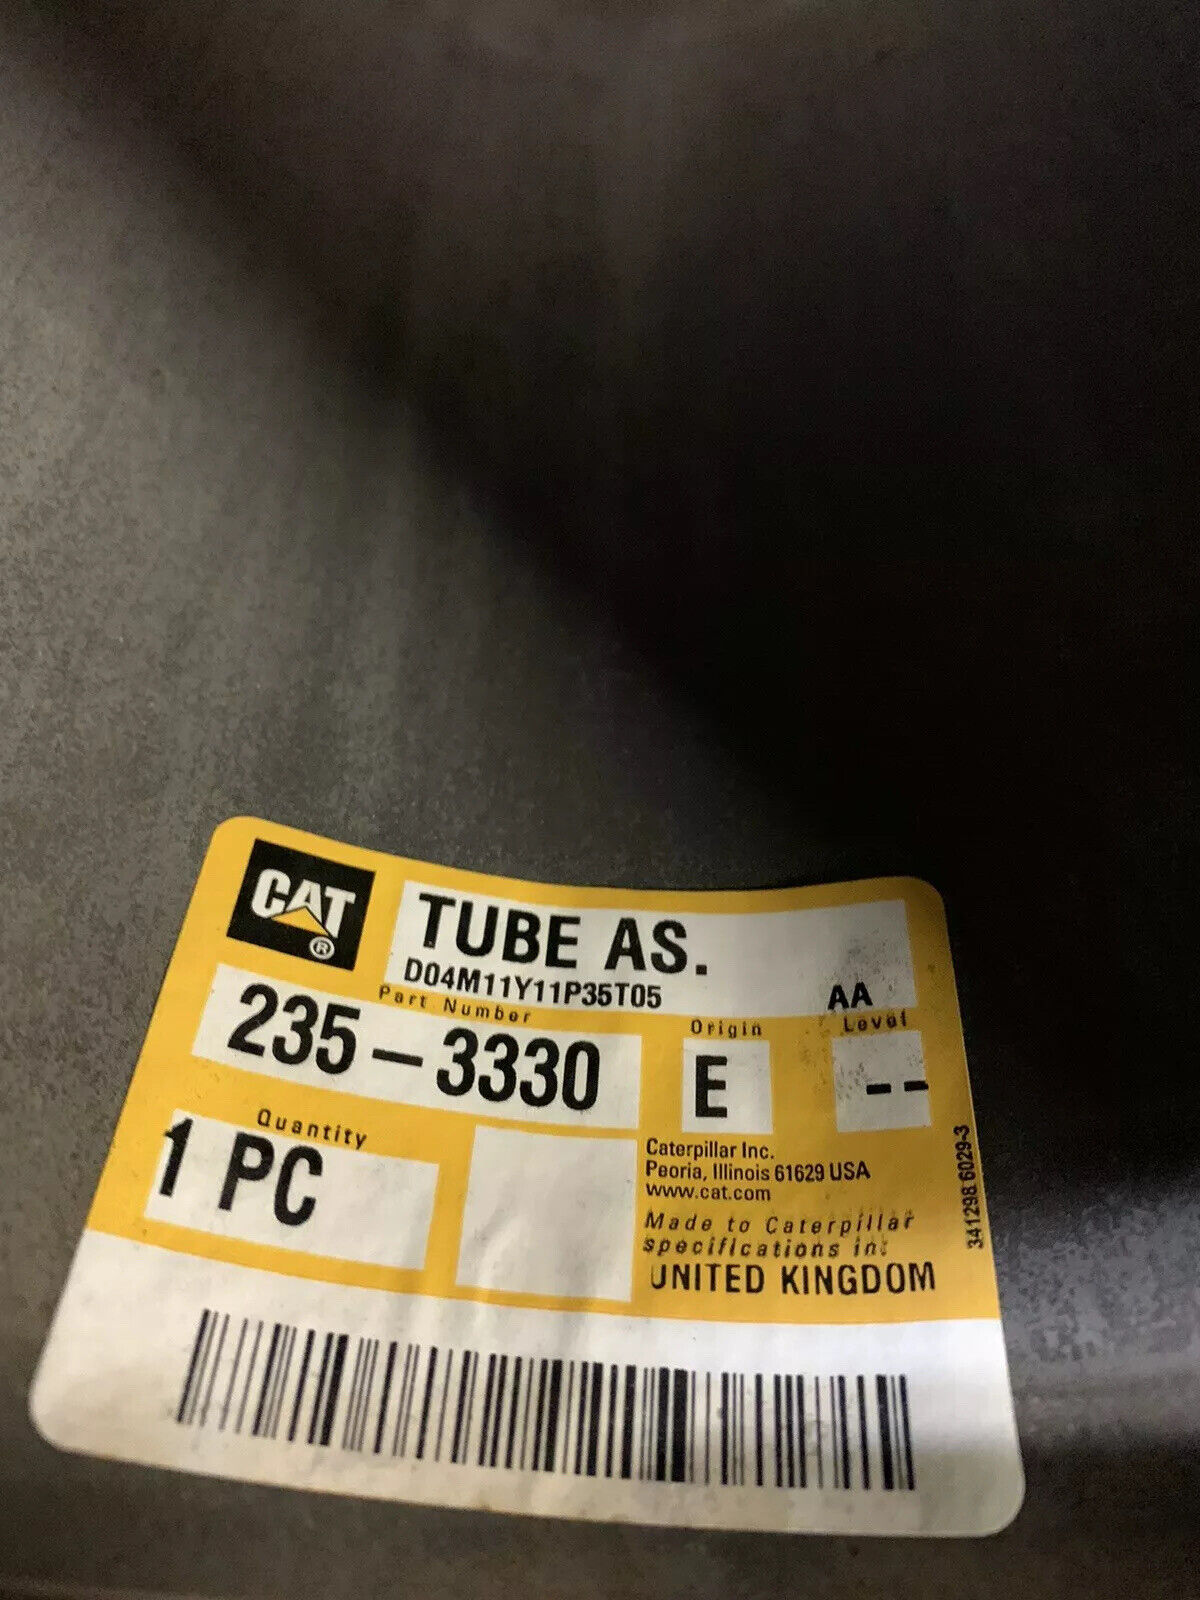 CAT
®
TUBE AS.
D04M11Y11P35T05
AA
Part Number
235-3330
Origin
E
Level
--
Quantity
1 PC
Caterpillar Inc.
Peoria, Illinois 61629 USA
www.cat.com
Made to Caterpillar
specifications in:
UNITED KINGDOM
341298 6029-3